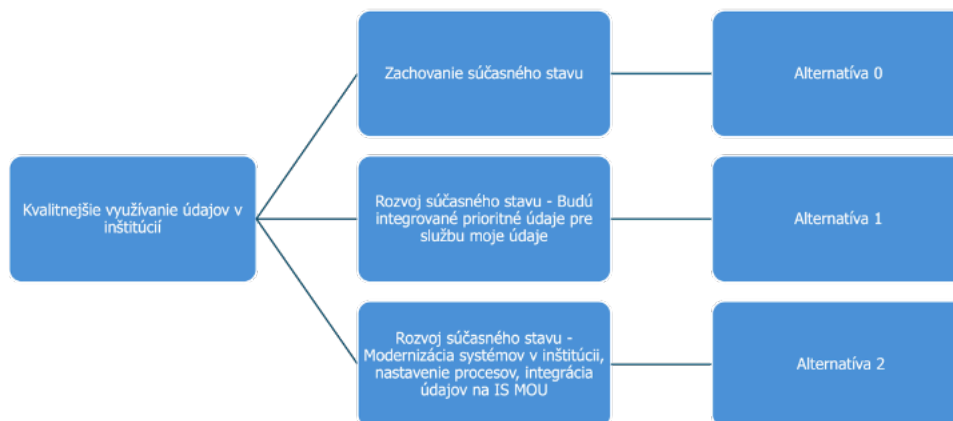 Zachovanie súčasného stavu
Alternatíva 0
Kvalitnejšie využívanie údajov v
inštitúcií
Rozvoj súčasného stavu - Budú
integrované prioritné údaje pre
službu moje údaje
Alternatíva 1
Rozvoj súčasného stavu -
Modernizácia systémov v inštitúcii,
nastavenie procesov, integrácia
údajov na IS MOU
Alternatíva 2